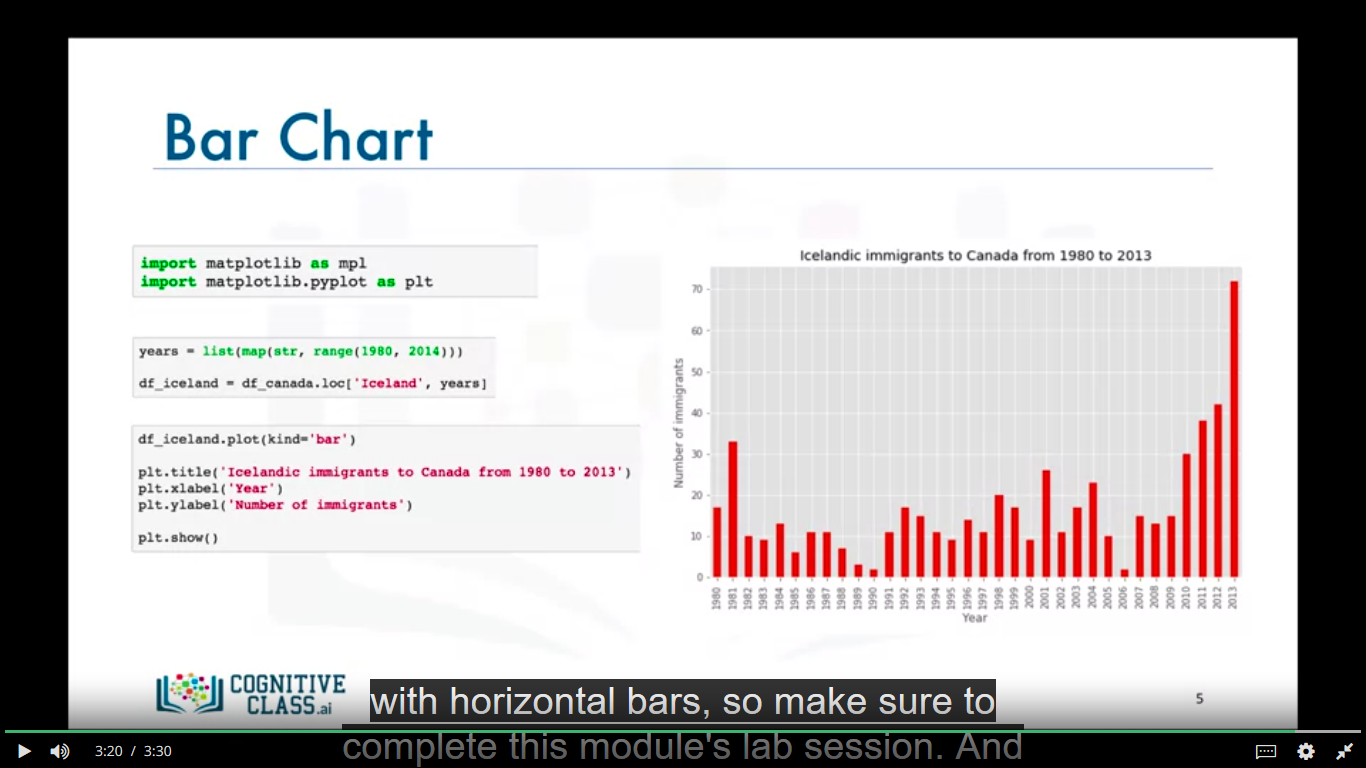 Bar Chart
import matplotlib as mpl
import matplotlib.pyplot as plt
years = list(map(str, range(1980, 2014)))
df_iceland = df_canada.loc['Iceland', years]
df_iceland.plot(kind='bar')
plt.title('Icelandic immigrants to Canada from 1980 to 2013')
plt.xlabel('Year')
plt.ylabel('Number of immigrants')
plt.show()
Icelandic immigrants to Canada from 1980 to 2013
Number of immigrants
70
60
50
40
30
20
10
0
1980 1981 1982 1983 1984 1985 1986 1987 1988 1989 1990 1991 1992 1993 1994 1995 1996 1997 1998 1999 2000 2001 2002 2003 2004 2005 2006 2007 2008 2009 2010 2011 2012 2013
Year
COGNITIVE
CLASS.ai
5
with horizontal bars, so make sure to
complete this module's lab session. And
3:20 / 3:30